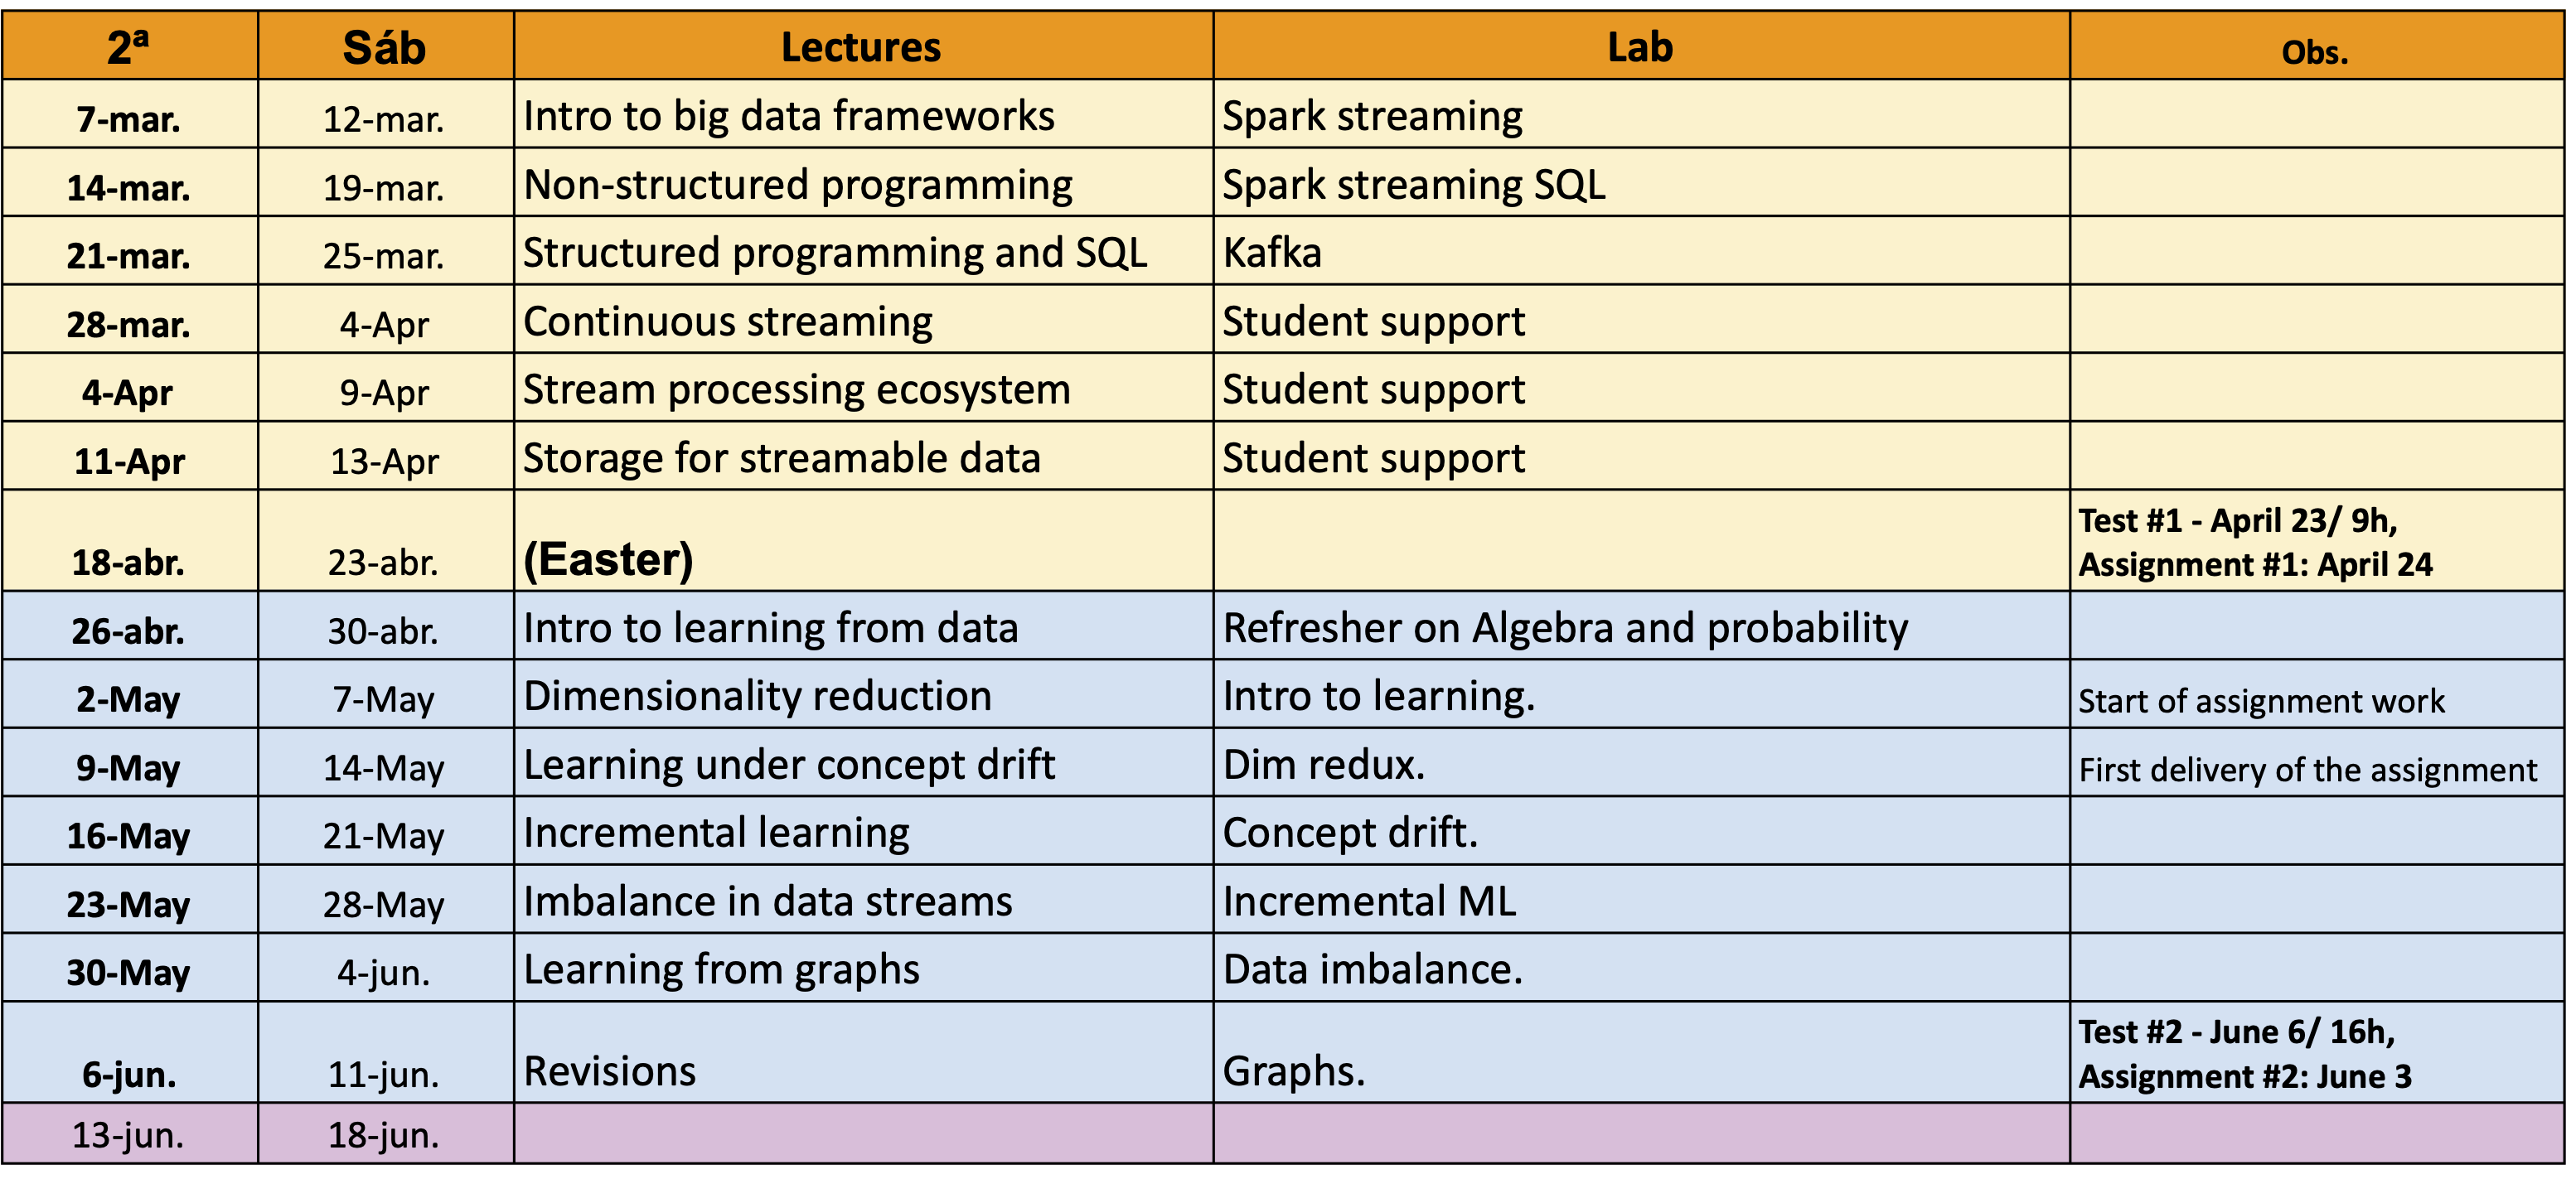 2ª Sáb Lectures Lab Obs.
7-mar. 12-mar. Intro to big data frameworks Spark streaming
14-mar. 19-mar. Non-structured programming Spark streaming SQL
21-mar. 25-mar. Structured programming and SQL Kafka
28-mar. 4-Apr Continuous streaming Student support
4-Apr 9-Apr Stream processing ecosystem Student support
11-Apr 13-Apr Storage for streamable data Student support
Test #1 - April 23/ 9h,
18-abr. 23-abr. (Easter) Assignment #1: April 24
26-abr. 30-abr. Intro to learning from data Refresher on Algebra and probability
2-May 7-May Dimensionality reduction Intro to learning. Start of assignment work
9-May 14-May Learning under concept drift Dim redux. First delivery of the assignment
16-May 21-May Incremental learning Concept drift.
23-May 28-May Imbalance in data streams Incremental ML
30-May 4-jun. Learning from graphs Data imbalance.
Test #2 - June 6/ 16h,
6-jun. 11-jun. Revisions Graphs. Assignment #2: June 3
13-jun. 18-jun.